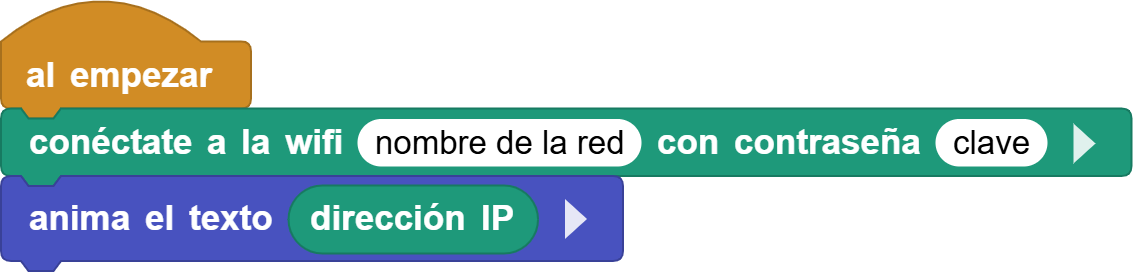 al empezar
conéctate a la wifi nombre de la red con contraseña clave
anima el texto dirección IP